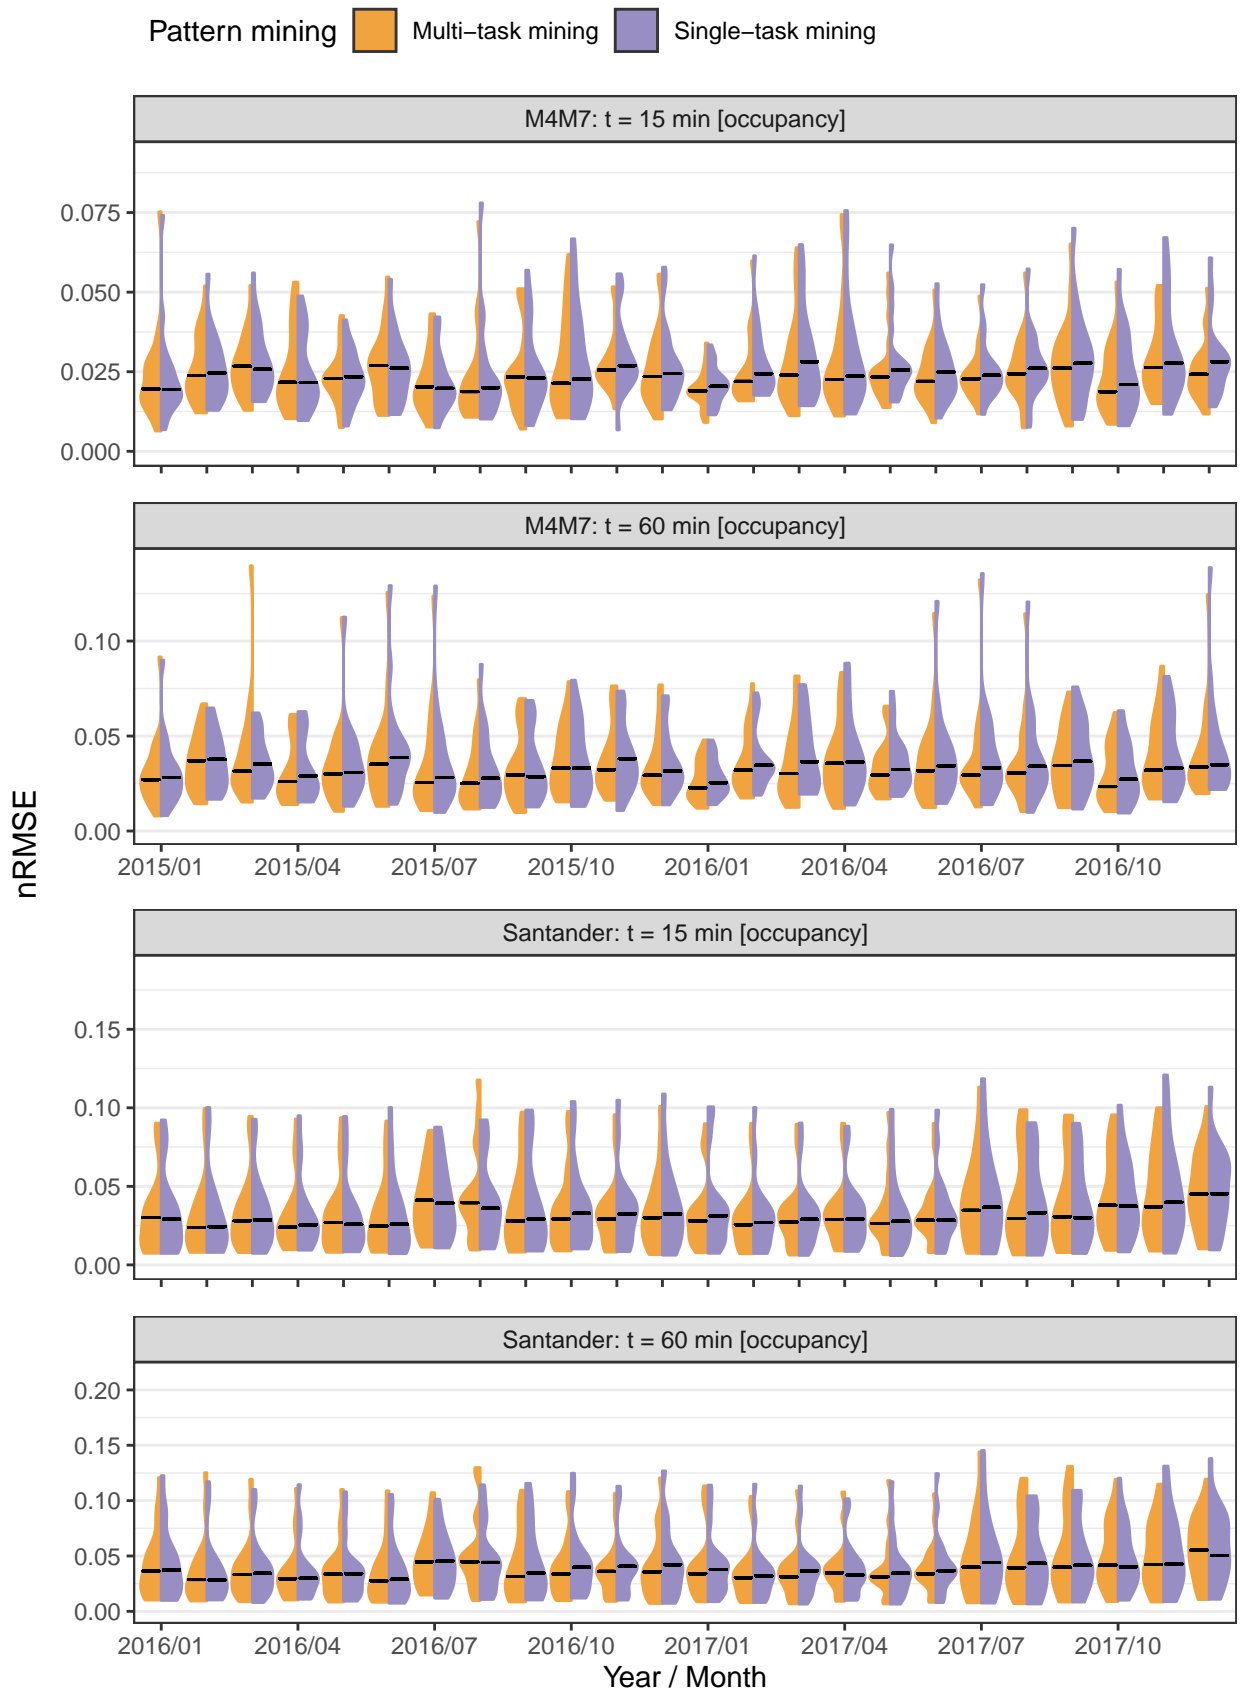 Pattern mining Multi−task mining Single−task mining
M4M7: t = 15 min [occupancy]
0.075
0.050
0.025
0.000
M4M7: t = 60 min [occupancy]
0.10
0.05
0.00
2015/01 2015/04 2015/07 2015/10 2016/01 2016/04 2016/07 2016/10
nRMSE
Santander: t = 15 min [occupancy]
0.15
0.10
0.05
0.00
Santander: t = 60 min [occupancy]
0.20
0.15
0.10
0.05
0.00
2016/01 2016/04 2016/07 2016/10 2017/01 2017/04 2017/07 2017/10
Year / Month